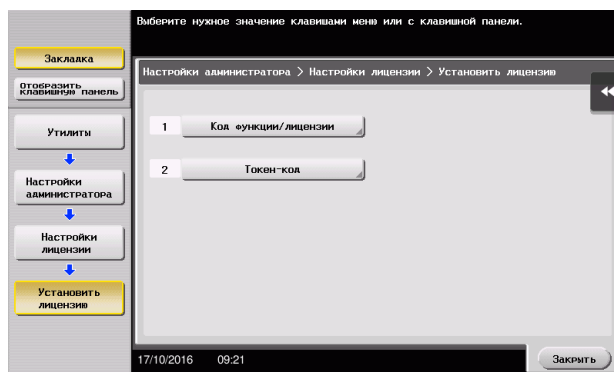 Выберите нужное значение клавишами меню или с клавишной панели.
Закладка
Отобразить
клавишную панель
Настройки администратора > Настройки лицензии > Установить лицензию
1 Код функции/лицензии
2 Токен-код
Утилиты
Настройки
администратора
Настройки
лицензии
Установить
лицензию
17/10/2016 09:21
Закрыть